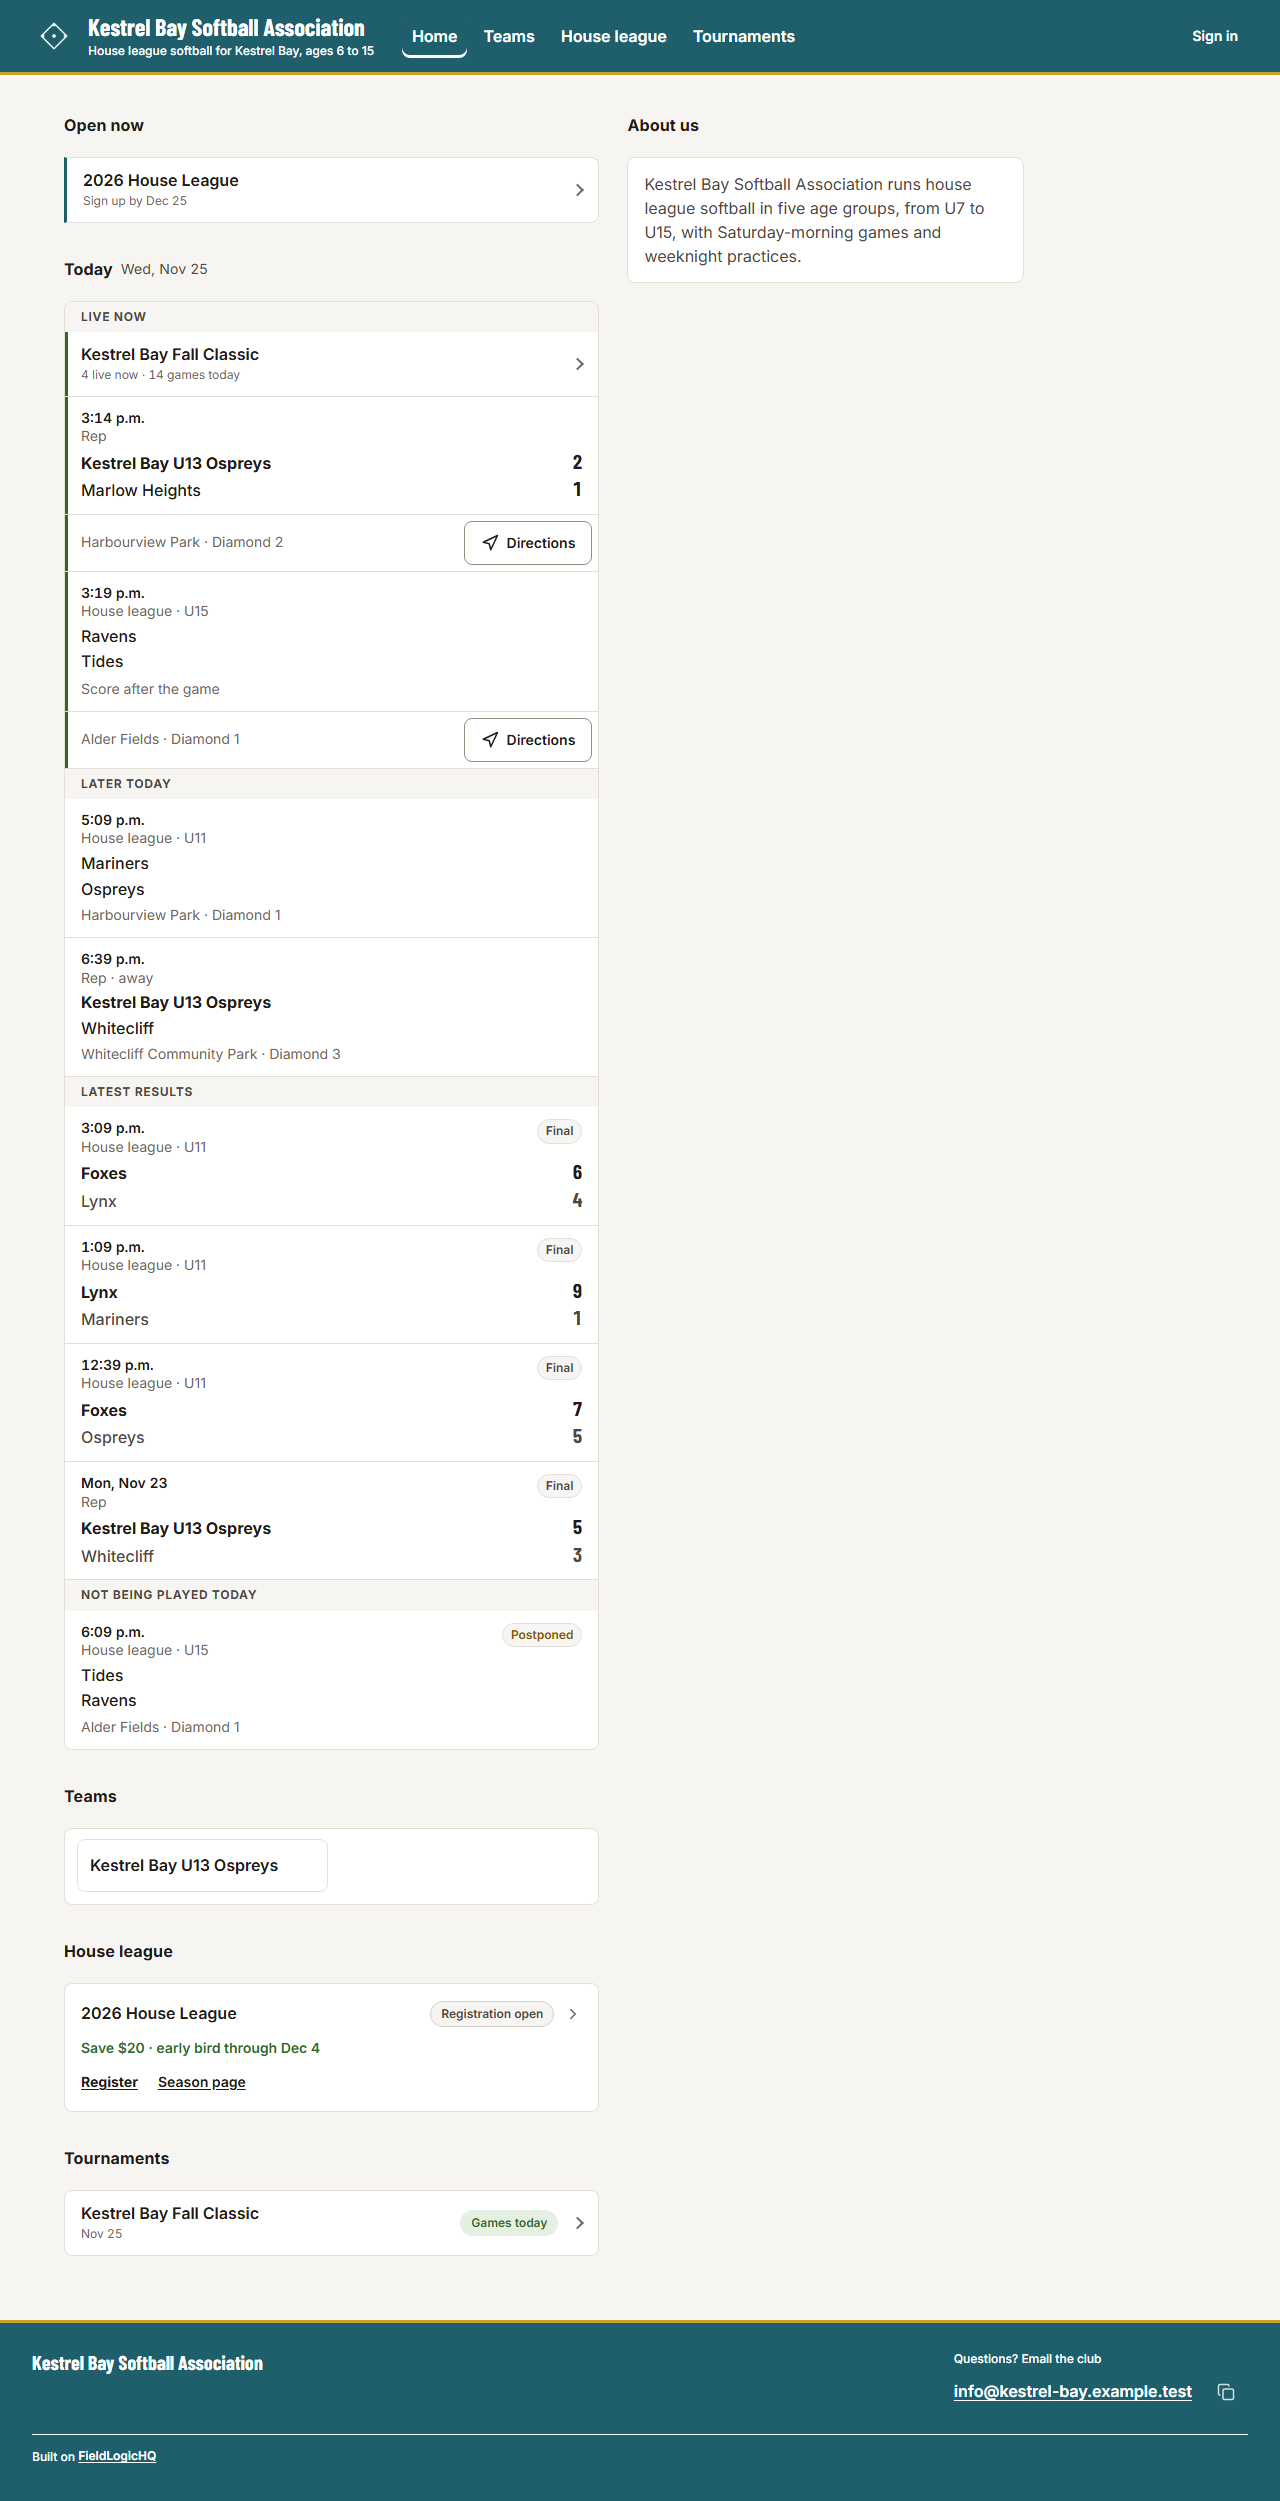 Kestrel Bay Softball Association
House league softball for Kestrel Bay, ages 6 to 15
Home
Teams
House league
Tournaments
Sign in
Open now
2026 House League
Sign up by Dec 25
Today Wed, Nov 25
LIVE NOW
Kestrel Bay Fall Classic
4 live now · 14 games today
3:14 p.m.
Rep
Kestrel Bay U13 Ospreys 2
Marlow Heights 1
Harbourview Park · Diamond 2
Directions
3:19 p.m.
House league · U15
Ravens
Tides
Score after the game
Alder Fields · Diamond 1
Directions
LATER TODAY
5:09 p.m.
House league · U11
Mariners
Ospreys
Harbourview Park · Diamond 1
6:39 p.m.
Rep · away
Kestrel Bay U13 Ospreys
Whitecliff
Whitecliff Community Park · Diamond 3
LATEST RESULTS
3:09 p.m. Final
House league · U11
Foxes 6
Lynx 4
1:09 p.m. Final
House league · U11
Lynx 9
Mariners 1
12:39 p.m. Final
House league · U11
Foxes 7
Ospreys 5
Mon, Nov 23 Final
Rep
Kestrel Bay U13 Ospreys 5
Whitecliff 3
NOT BEING PLAYED TODAY
6:09 p.m. Postponed
House league · U15
Tides
Ravens
Alder Fields · Diamond 1
Teams
Kestrel Bay U13 Ospreys
House league
2026 House League Registration open
Save $20 · early bird through Dec 4
Register Season page
Tournaments
Kestrel Bay Fall Classic
Nov 25
Games today
About us
Kestrel Bay Softball Association runs house
league softball in five age groups, from U7 to
U15, with Saturday-morning games and
weeknight practices.
Kestrel Bay Softball Association
Questions? Email the club
info@kestrel-bay.example.test
Built on FieldLogicHQ